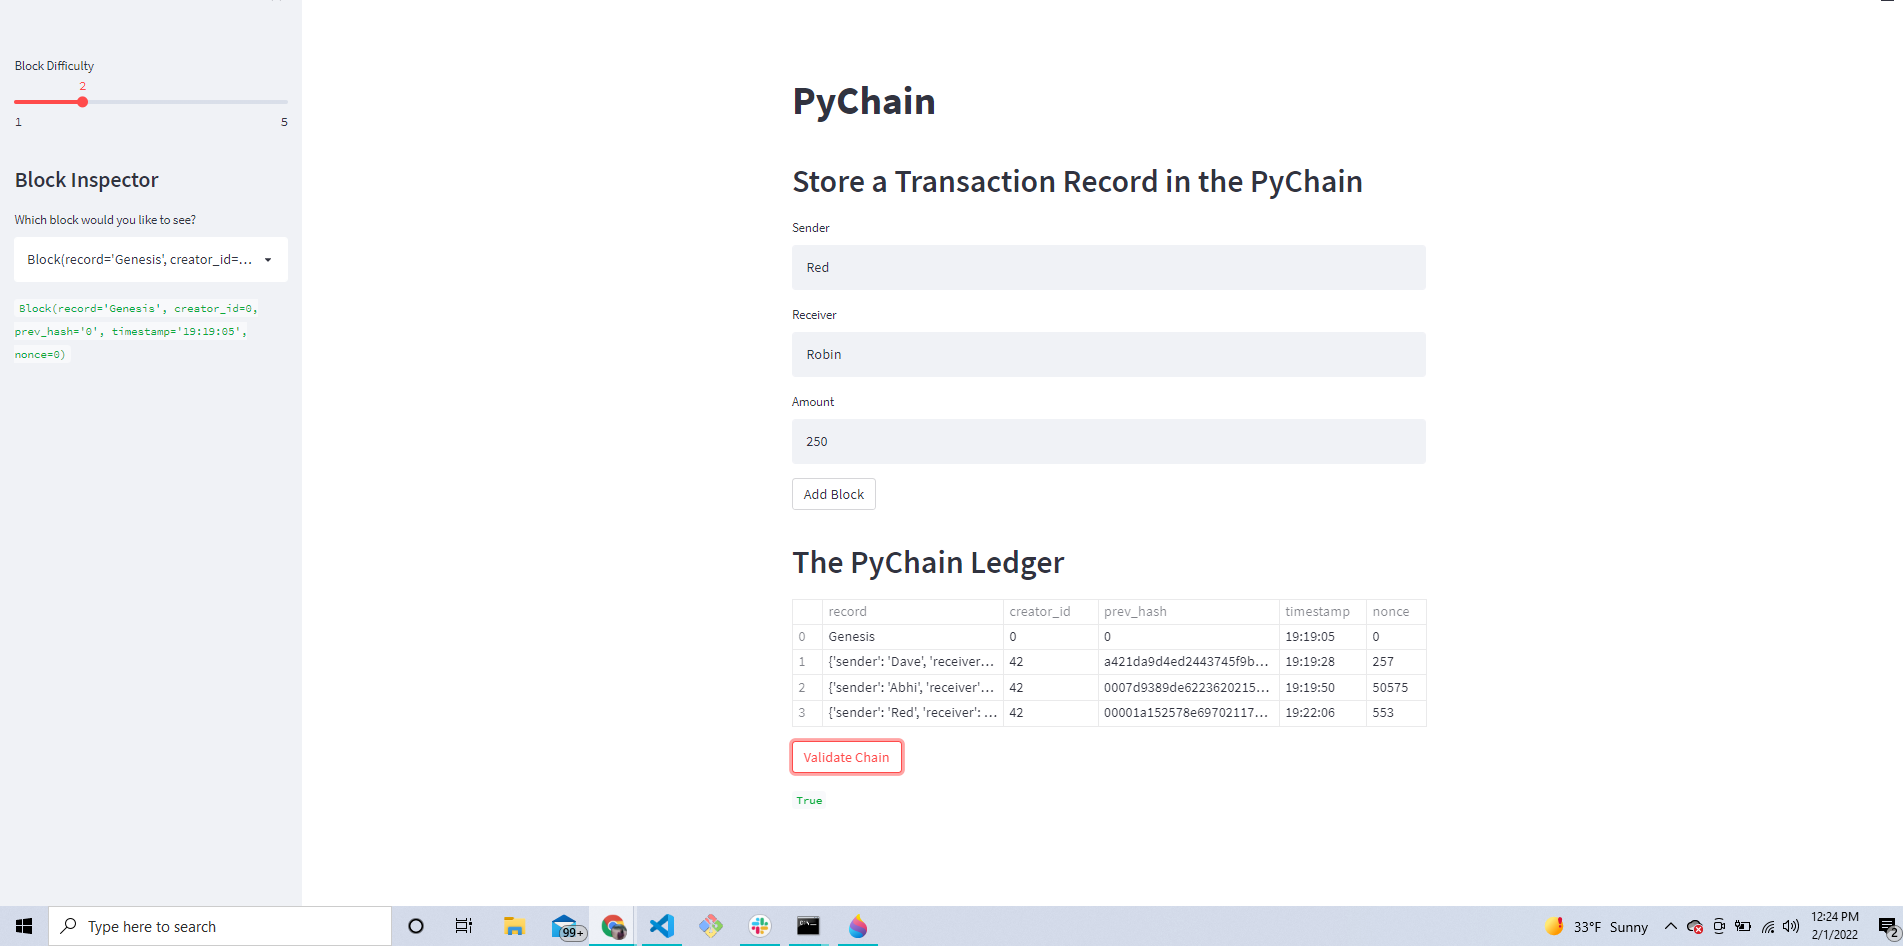 Block Difficulty
2
1 5
Block Inspector
Which block would you like to see?
Block(record='Genesis', creator_id=...
Block(record='Genesis', creator_id=0,
prev_hash='0', timestamp='19:19:05',
nonce=0)
PyChain
Store a Transaction Record in the PyChain
Sender
Red
Receiver
Robin
Amount
250
Add Block
The PyChain Ledger
record creator_id prev_hash timestamp nonce
0 Genesis 0 0 19:19:05 0
1 {'sender': 'Dave', 'receiver... 42 a421da9d4ed2443745f9b... 19:19:28 257
2 {'sender': 'Abhi', 'receiver'... 42 0007d9389de6223620215... 19:19:50 50575
3 {'sender': 'Red', 'receiver': ... 42 00001a152578e69702117... 19:22:06 553
Validate Chain
True
Type here to search
99+
33°F Sunny
12:24 PM
2/1/2022
2